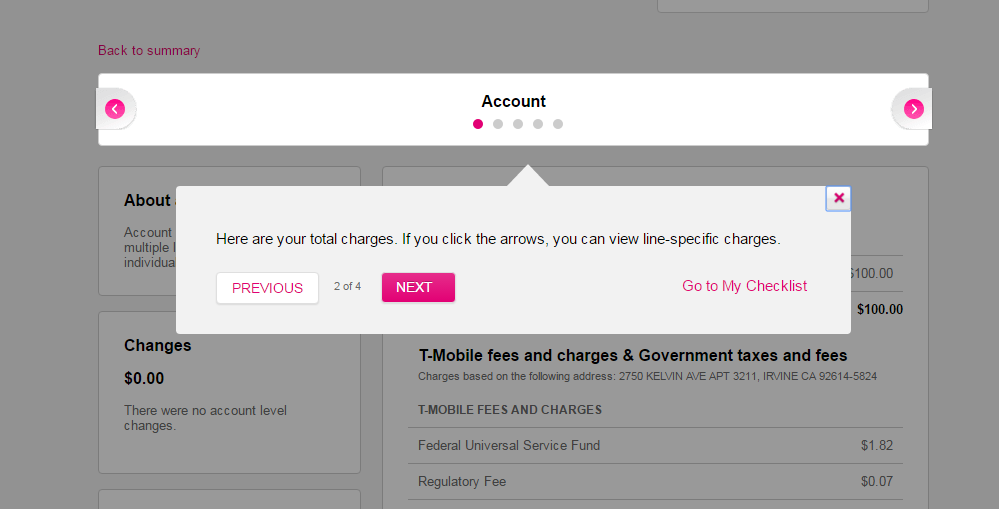 Back to summary
Account
About
Account
multiple
individua
Here are your total charges. If you click the arrows, you can view line-specific charges.
PREVIOUS 2 of 4 NEXT Go to My Checklist
$100.00
$100.00
Changes
$0.00
There were no account level
changes.
T-Mobile fees and charges & Government taxes and fees
Charges based on the following address: 2750 KELVIN AVE APT 3211, IRVINE CA 92614-5824
T-MOBILE FEES AND CHARGES
Federal Universal Service Fund $1.82
Regulatory Fee $0.07